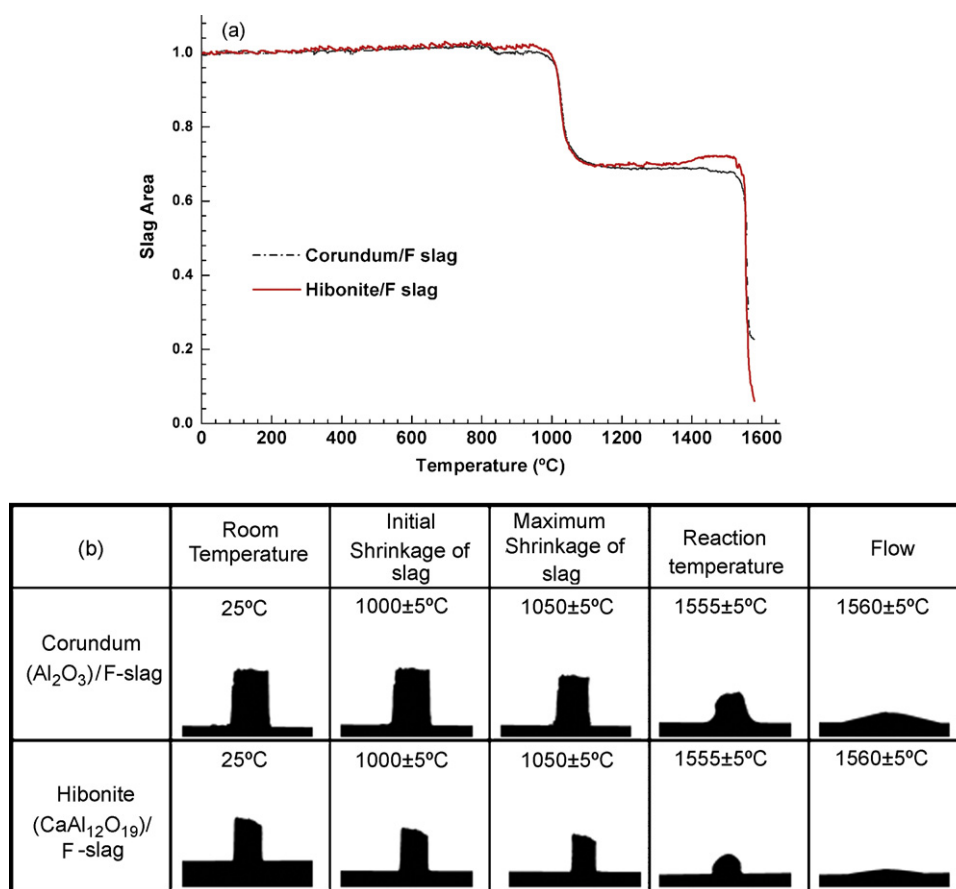 (a)
1.0
0.8
0.6
0.4
0.2
0.0
Slag Area
Corundum/F slag
Hibonite/F slag
0 200 400 600 800 1000 1200 1400 1600
Temperature (ºC)
(b) Room Temperature Initial Shrinkage of slag Maximum Shrinkage of slag Reaction temperature Flow
Corundum (Al₂O₃)/F-slag 25ºC 1000±5ºC 1050±5ºC 1555±5ºC 1560±5ºC
Hibonite (CaAl₁₂O₁₉)/ F-slag 25ºC 1000±5ºC 1050±5ºC 1555±5ºC 1560±5ºC